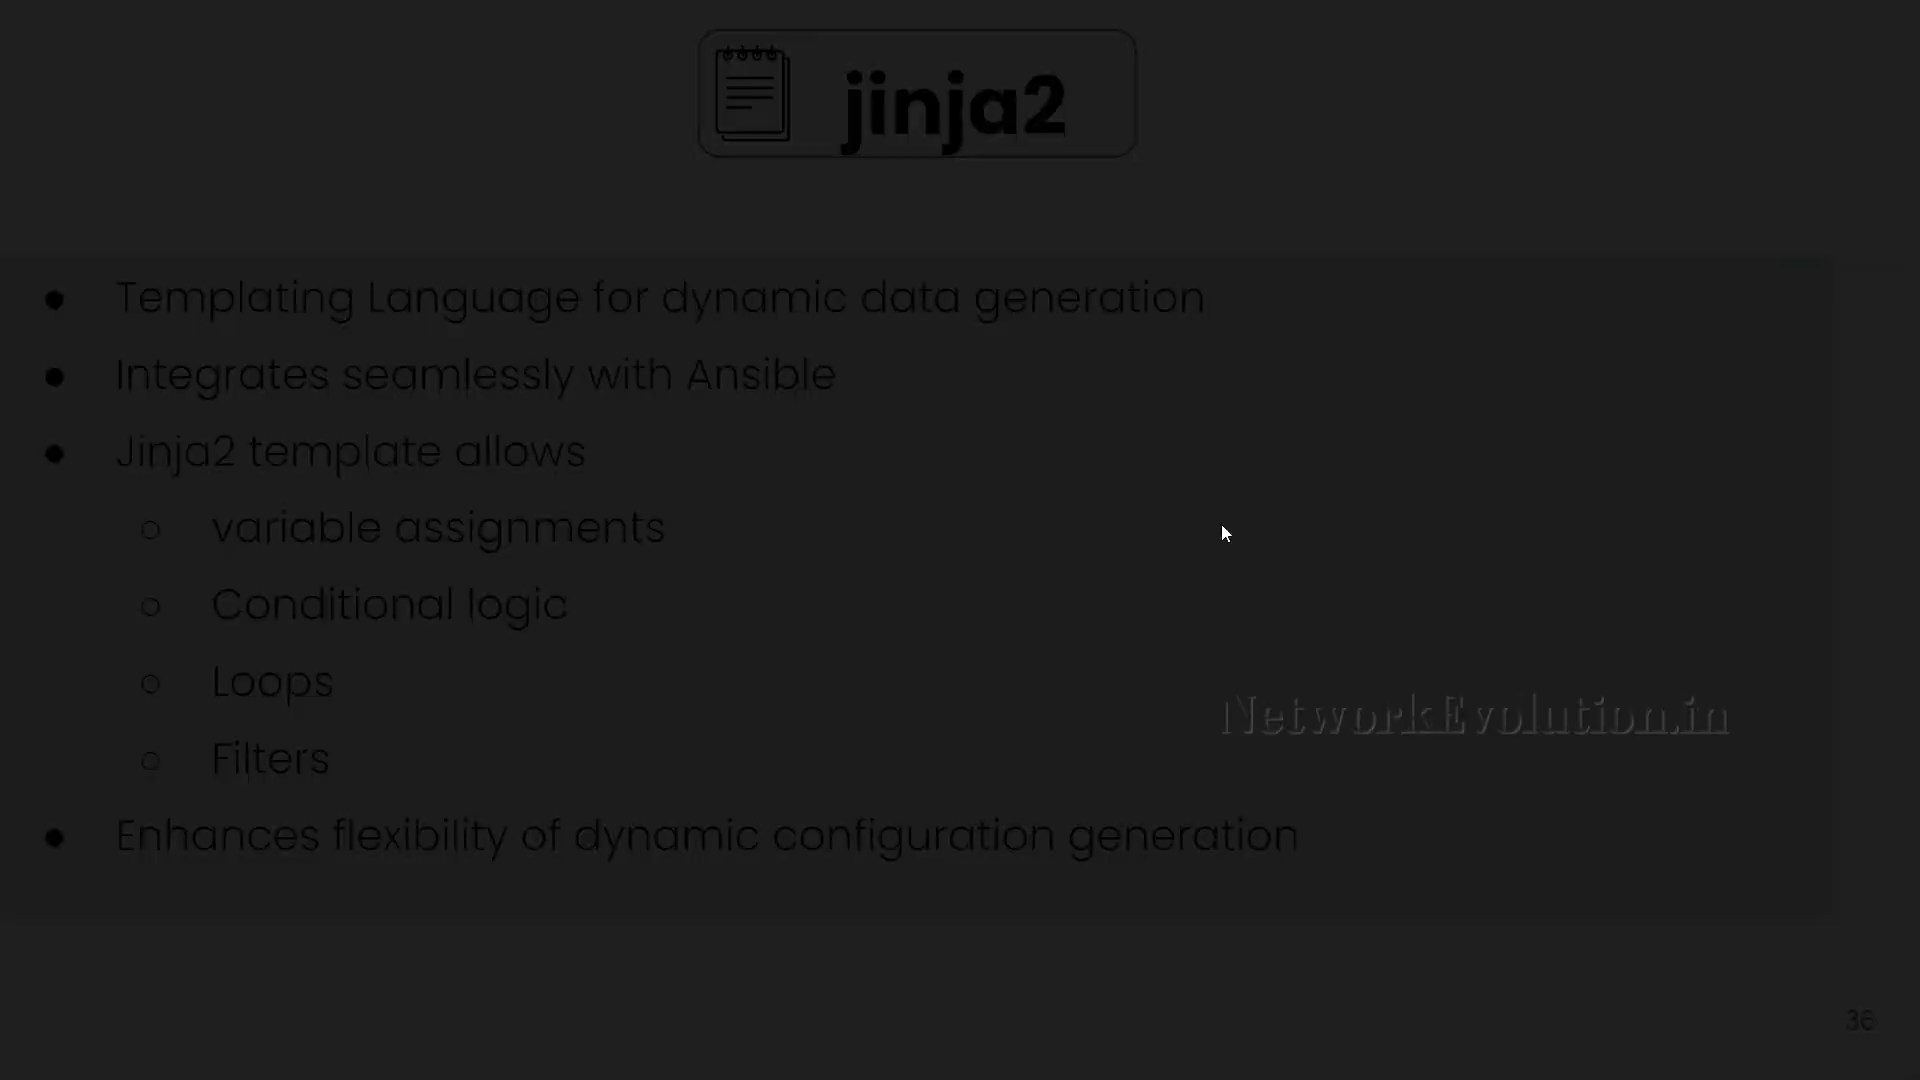 jinja2
● Templating Language for dynamic data generation
● Integrates seamlessly with Ansible
● Jinja2 template allows
○ variable assignments
○ Conditional logic
○ Loops
○ Filters
NetworkEvolution.in
● Enhances flexibility of dynamic configuration generation
36